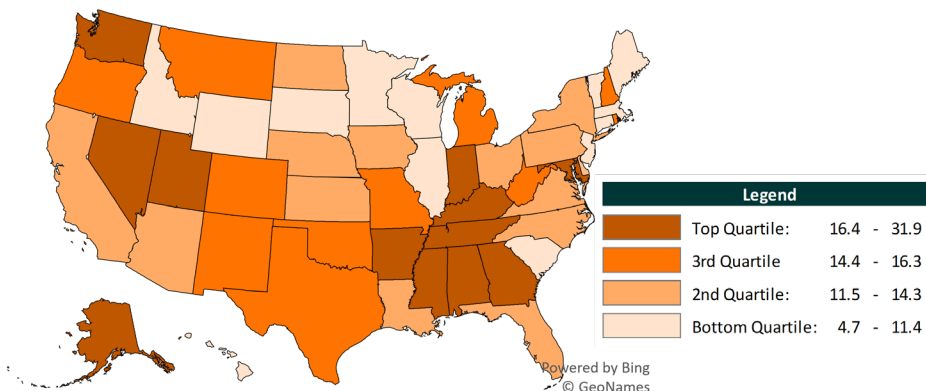 Legend
Top Quartile: 16.4 - 31.9
3rd Quartile 14.4 - 16.3
2nd Quartile: 11.5 - 14.3
Bottom Quartile: 4.7 - 11.4
Powered by Bing
© GeoNames